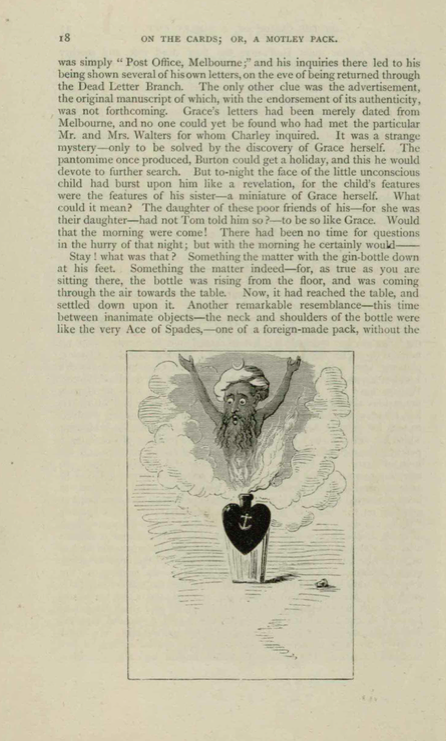 18 ON THE CARDS; OR, A MOTLEY PACK.
was simply “ Post Office, Melbourne;” and his inquiries there led to his
being shown several of his own letters, on the eve of being returned through
the Dead Letter Branch. The only other clue was the advertisement,
the original manuscript of which, with the endorsement of its authenticity,
was not forthcoming. Grace's letters had been merely dated from
Melbourne, and no one could yet be found who had met the particular
Mr. and Mrs. Walters for whom Charley inquired. It was a strange
mystery—only to be solved by the discovery of Grace herself. The
pantomime once produced, Burton could get a holiday, and this he would
devote to further search. But to-night the face of the little unconscious
child had burst upon him like a revelation, for the child's features
were the features of his sister—a miniature of Grace herself. What
could it mean? The daughter of these poor friends of his—for she was
their daughter—had not Tom told him so?—to be so like Grace. Would
that the morning were come! There had been no time for questions
in the hurry of that night; but with the morning he certainly would——
Stay! what was that? Something the matter with the gin-bottle down
at his feet. Something the matter indeed—for, as true as you are
sitting there, the bottle was rising from the floor, and was coming
through the air towards the table. Now, it had reached the table, and
settled down upon it. Another remarkable resemblance—this time
between inanimate objects—the neck and shoulders of the bottle were
like the very Ace of Spades,—one of a foreign-made pack, without the